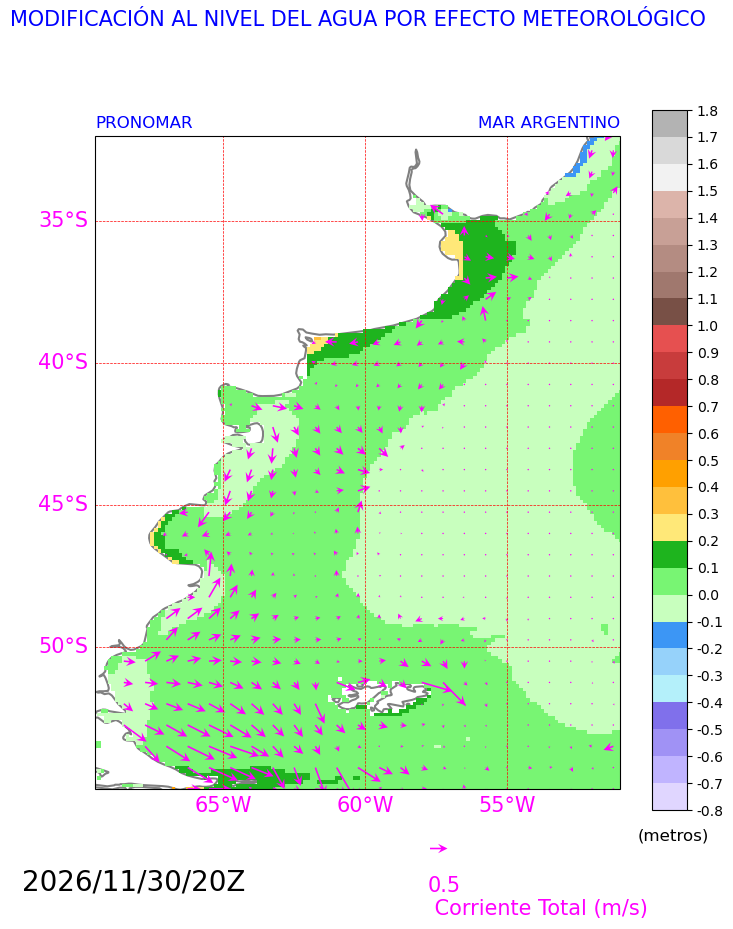 MODIFICACIÓN AL NIVEL DEL AGUA POR EFECTO METEOROLÓGICO
PRONOMAR
MAR ARGENTINO
35°S
40°S
45°S
50°S
65°W
60°W
55°W
1.8
1.7
1.6
1.5
1.4
1.3
1.2
1.1
1.0
0.9
0.8
0.7
0.6
0.5
0.4
0.3
0.2
0.1
0.0
-0.1
-0.2
-0.3
-0.4
-0.5
-0.6
-0.7
-0.8
(metros)
2026/11/30/20Z
0.5
Corriente Total (m/s)